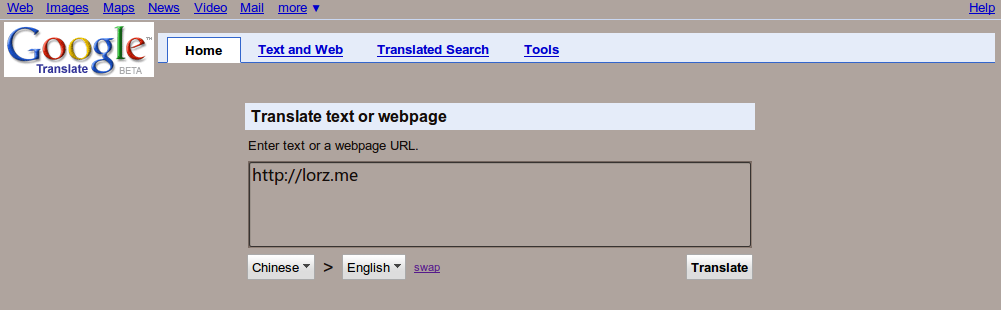 Web Images Maps News Video Mail more ▼ Help
Google™
Translate BETA
Home Text and Web Translated Search Tools
Translate text or webpage
Enter text or a webpage URL.
http://lorz.me
Chinese > English swap Translate